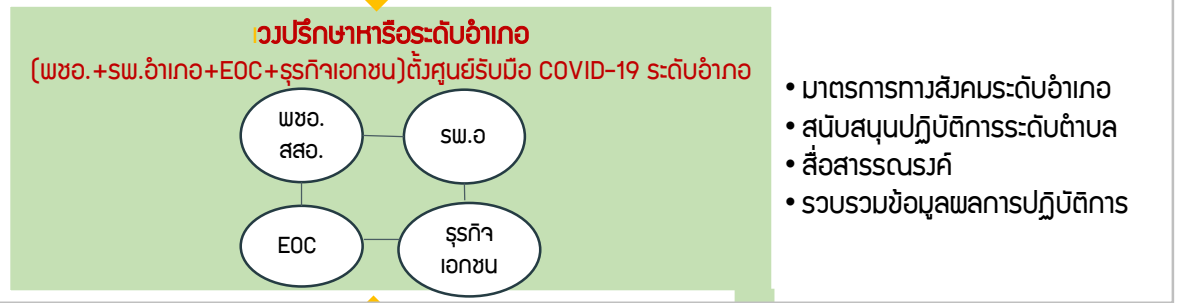 วงปรึกษาหารือระดับอำเภอ
(พชอ.+รพ.อำเภอ+EOC+ธุรกิจเอกชน)ตั้งศูนย์รับมือ COVID-19 ระดับอำภอ
พชอ.
สสอ.
รพ.อ
EOC
ธุรกิจ
เอกชน
• มาตรการทางสังคมระดับอำเภอ
• สนับสนุนปฏิบัติการระดับตำบล
• สื่อสารรณรงค์
• รวบรวมข้อมูลผลการปฏิบัติการ